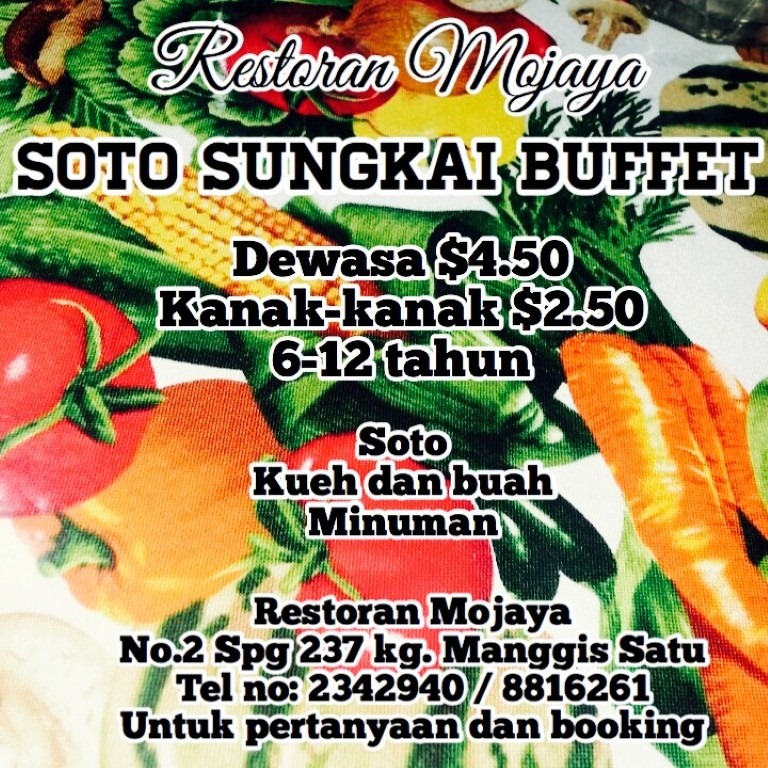 Restoran Mojaya
SOTO SUNGKAI BUFFET
Dewasa $4.50
Kanak-kanak $2.50
6-12 tahun
Soto
Kueh dan buah
Minuman
Restoran Mojaya
No.2 Spg 237 kg. Manggis Satu
Tel no: 2342940 / 8816261
Untuk pertanyaan dan booking